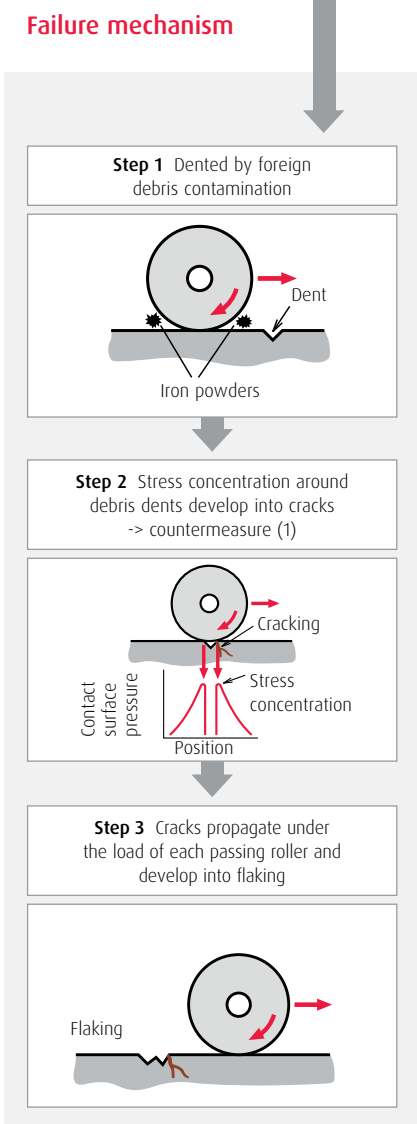 Failure mechanism
Step 1 Dented by foreign
debris contamination
Dent
Iron powders
Step 2 Stress concentration around
debris dents develop into cracks
-> countermeasure (1)
Cracking
Stress
concentration
Contact
surface
pressure
Position
Step 3 Cracks propagate under
the load of each passing roller and
develop into flaking
Flaking